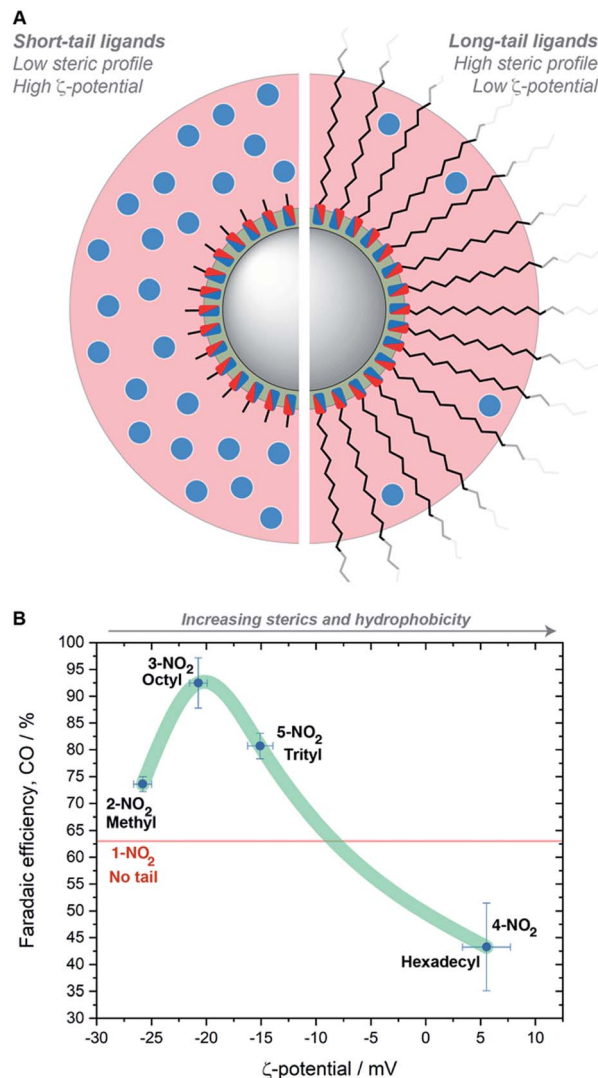 A
Short-tail ligands
Low steric profile
High ζ-potential
Long-tail ligands
High steric profile
Low ζ-potential
B
Increasing sterics and hydrophobicity
100
95
90
85
80
75
70
65
60
55
50
45
40
35
30
Faradaic efficiency, CO / %
3-NO₂
Octyl
5-NO₂
Trityl
2-NO₂
Methyl
1-NO₂
No tail
4-NO₂
Hexadecyl
-30 -25 -20 -15 -10 -5 0 5 10
ζ-potential / mV